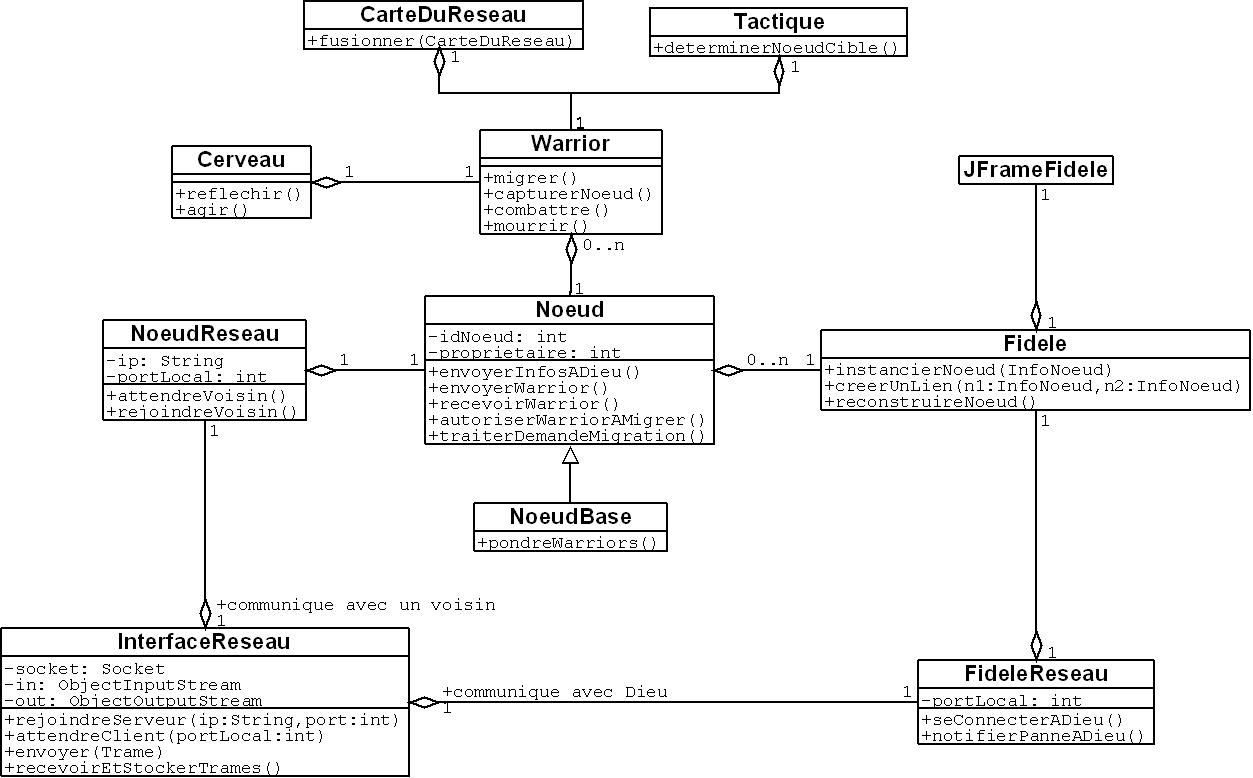 CarteDuReseau
+fusionner(CarteDuReseau)
1
Tactique
+determinerNoeudCible()
1
1
Warrior
+migrer()
+capturerNoeud()
+combattre()
+mourrir()
0..n
Cerveau
+reflechir()
+agir()
1
1
JFrameFidele
1
1
1
Noeud
-idNoeud: int
-proprietaire: int
+envoyerInfosADieu()
+envoyerWarrior()
+recevoirWarrior()
+autoriserWarriorAMigrer()
+traiterDemandeMigration()
NoeudReseau
-ip: String
-portLocal: int
+attendreVoisin()
+rejoindreVoisin()
1
1
1
0..n
1
Fidele
+instancierNoeud(InfoNoeud)
+creerUnLien(n1:InfoNoeud,n2:InfoNoeud)
+reconstruireNoeud()
1
NoeudBase
+pondreWarriors()
+communique avec un voisin
1
InterfaceReseau
-socket: Socket
-in: ObjectInputStream
-out: ObjectOutputStream
+rejoindreServeur(ip:String,port:int)
+attendreClient(portLocal:int)
+envoyer(Trame)
+recevoirEtStockerTrames()
+communique avec Dieu
1
1
1
FideleReseau
-portLocal: int
+seConnecterADieu()
+notifierPanneADieu()